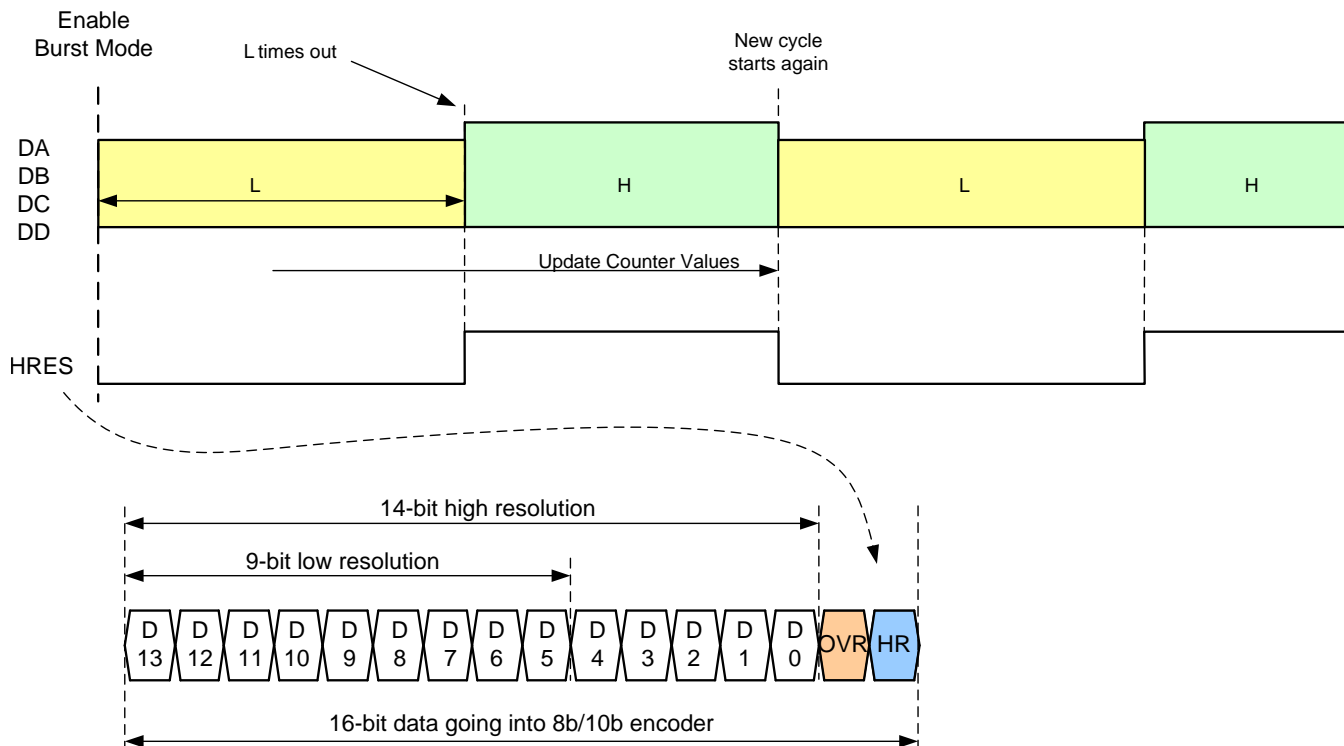 Enable
Burst Mode
L times out
New cycle
starts again
DA
DB
DC
DD
L
H
L
H
Update Counter Values
HRES
14-bit high resolution
9-bit low resolution
D D D D D D D D D D D D D D
13 12 11 10 9 8 7 6 5 4 3 2 1 0 OVR HR
16-bit data going into 8b/10b encoder